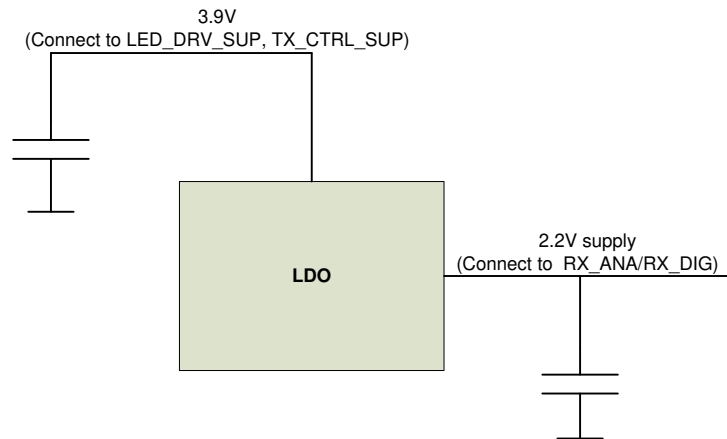 3.9V
(Connect to LED_DRV_SUP, TX_CTRL_SUP)
LDO
2.2V supply
(Connect to  RX_ANA/RX_DIG)